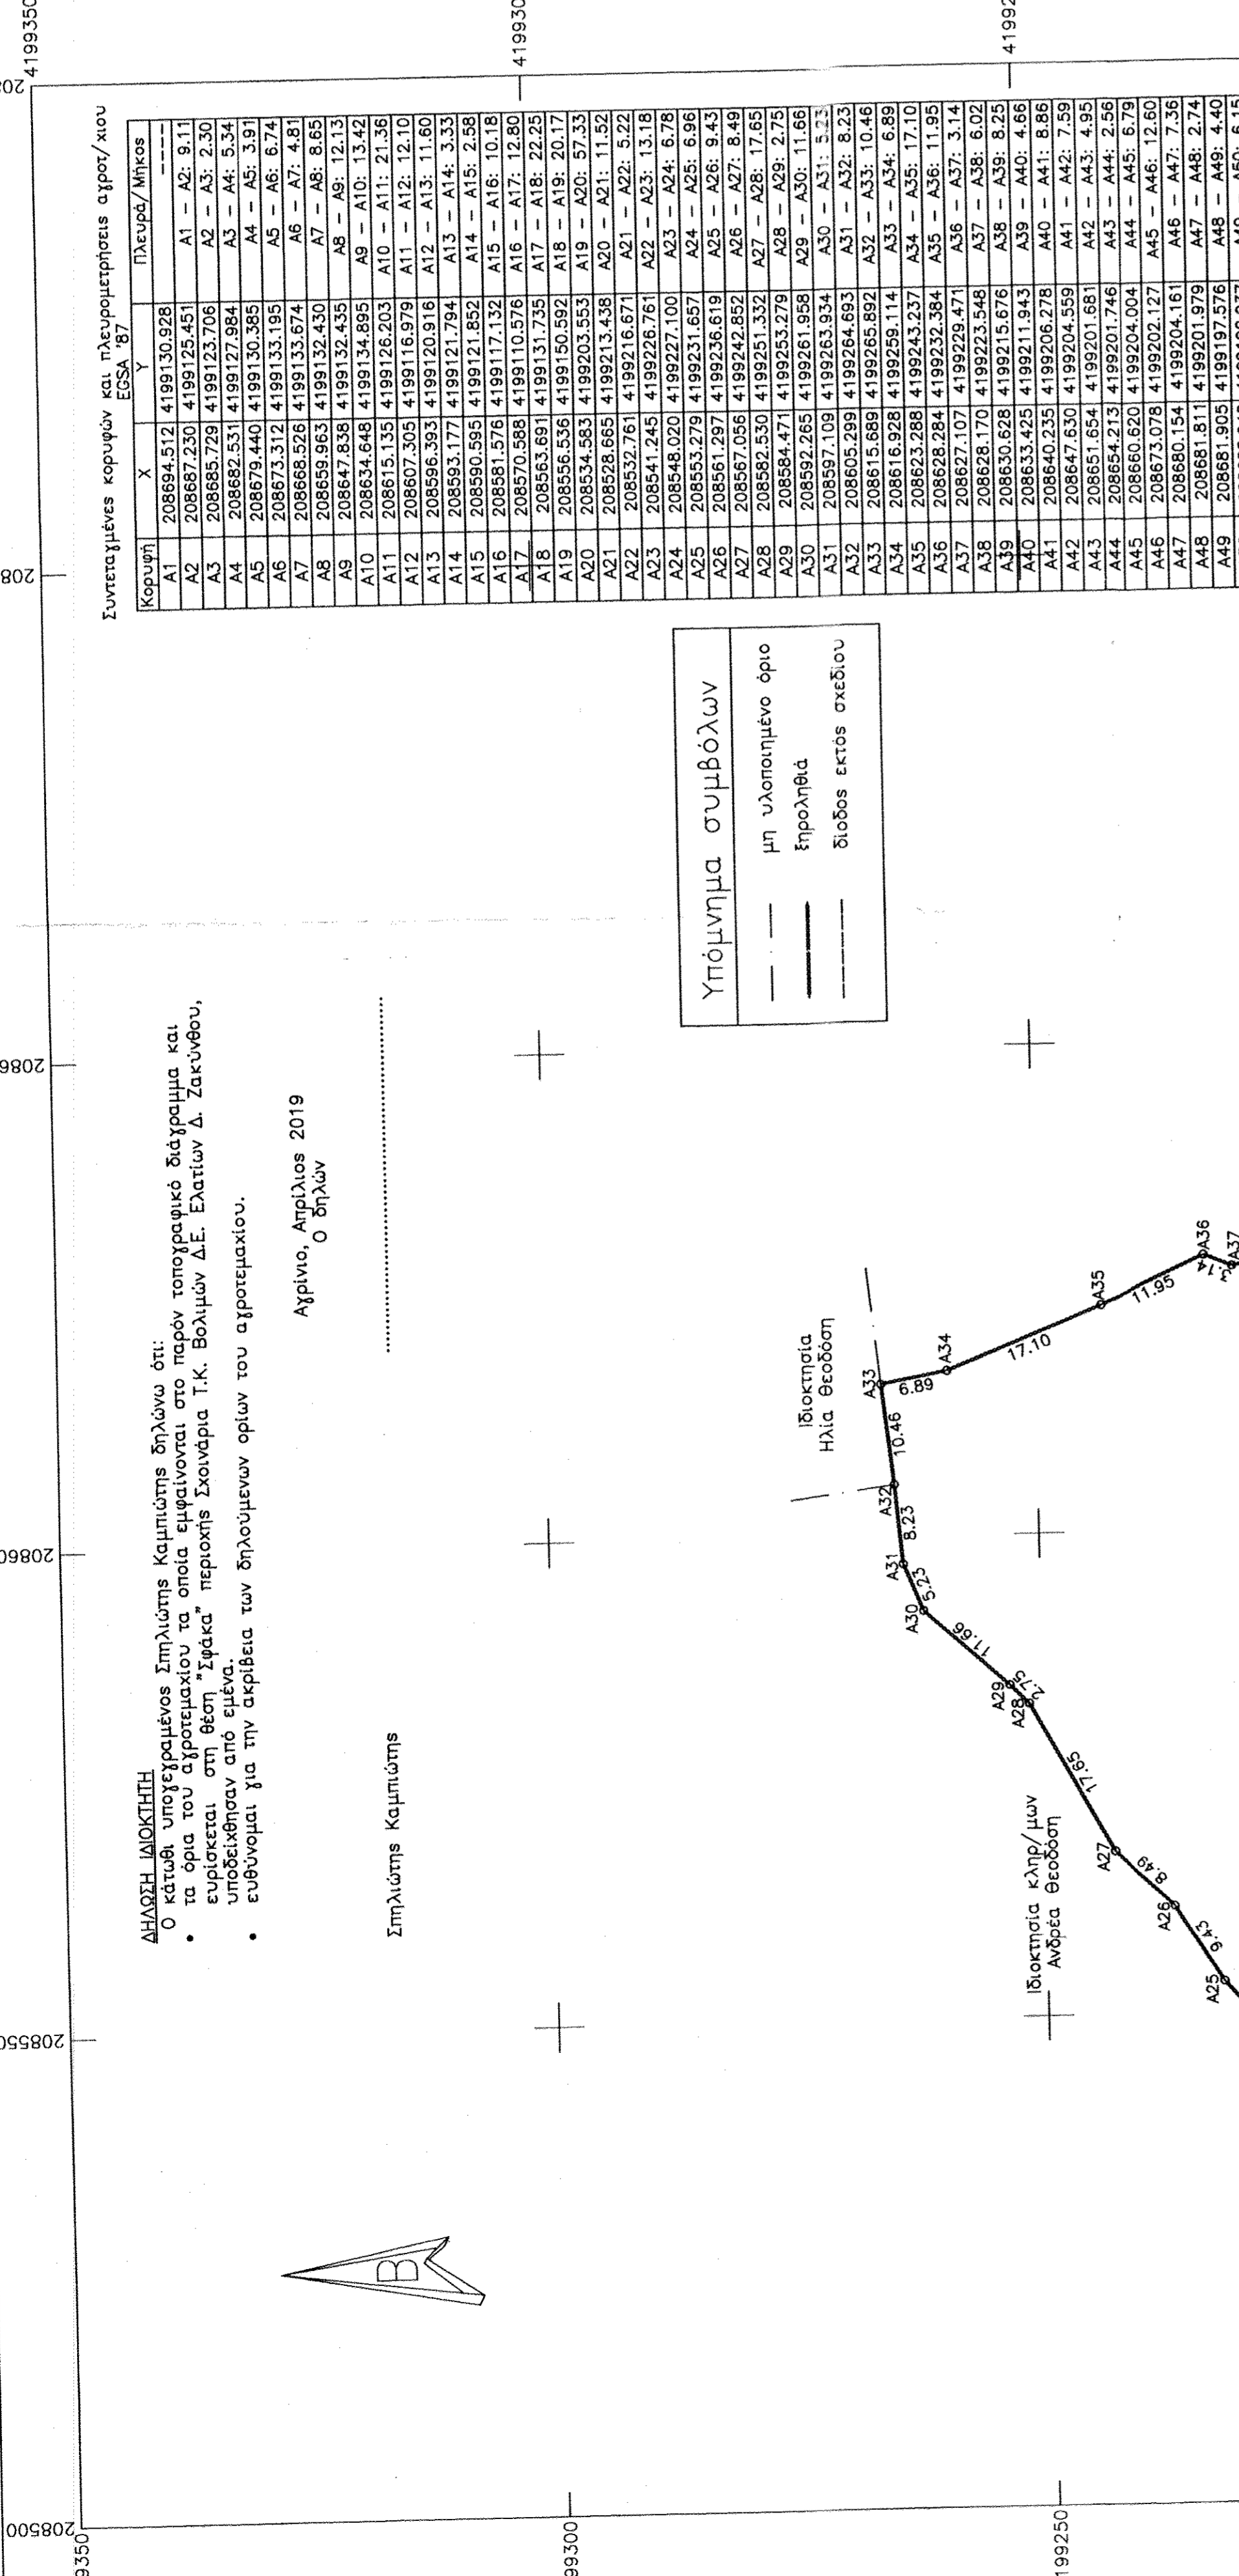 ΔΗΛΩΣΗ ΙΔΙΟΚΤΗΤΗ
Ο κάτωθι υπογεγραμένος Σπηλιώτης Καμπιώτης δηλώνω ότι:
• τα όρια του αγροτεμαχίου τα οποία εμφαίνονται στο παρόν τοπογραφικό διάγραμμα και
ευρίσκεται στη θέση "Σφάκα" περιοχής Σχοινάρια Τ.Κ. Βολιμών Δ.Ε. Ελατίων Δ. Ζακύνθου,
υποδείχθησαν από εμένα.
• ευθύνομαι για την ακρίβεια των δηλούμενων ορίων του αγροτεμαχίου.
Αγρίνιο, Απρίλιος 2019
Ο δηλών
Σπηλιώτης Καμπιώτης
Β
Συντεταγμένες κορυφών και πλευρομετρήσεις αγροτ/χιου
EGSA '87
Κορυφή X Y Πλευρά/Μήκος
A1 208694.512 4199130.928 -----
A2 208687.230 4199125.451 A1 - A2: 9.11
A3 208685.729 4199123.706 A2 - A3: 2.30
A4 208682.531 4199127.984 A3 - A4: 5.34
A5 208679.440 4199130.385 A4 - A5: 3.91
A6 208673.312 4199133.195 A5 - A6: 6.74
A7 208668.526 4199133.674 A6 - A7: 4.81
A8 208659.963 4199132.430 A7 - A8: 8.65
A9 208647.838 4199132.435 A8 - A9: 12.13
A10 208634.648 4199134.895 A9 - A10: 13.42
A11 208615.135 4199126.203 A10 - A11: 21.36
A12 208607.305 4199116.979 A11 - A12: 12.10
A13 208596.393 4199120.916 A12 - A13: 11.60
A14 208593.177 4199121.794 A13 - A14: 3.33
A15 208590.595 4199121.852 A14 - A15: 2.58
A16 208581.576 4199117.132 A15 - A16: 10.18
A17 208570.588 4199110.576 A16 - A17: 12.80
A18 208563.691 4199131.735 A17 - A18: 22.25
A19 208556.536 4199150.592 A18 - A19: 20.17
A20 208534.583 4199203.553 A19 - A20: 57.33
A21 208528.665 4199213.438 A20 - A21: 11.52
A22 208532.761 4199216.671 A21 - A22: 5.22
A23 208541.245 4199226.761 A22 - A23: 13.18
A24 208548.020 4199227.100 A23 - A24: 6.78
A25 208553.279 4199231.657 A24 - A25: 6.96
A26 208561.297 4199236.619 A25 - A26: 9.43
A27 208567.056 4199242.852 A26 - A27: 8.49
A28 208582.530 4199251.332 A27 - A28: 17.65
A29 208584.471 4199253.279 A28 - A29: 2.75
A30 208592.265 4199261.958 A29 - A30: 11.66
A31 208597.109 4199263.934 A30 - A31: 5.23
A32 208605.299 4199264.693 A31 - A32: 8.23
A33 208615.689 4199265.892 A32 - A33: 10.46
A34 208616.928 4199259.114 A33 - A34: 6.89
A35 208623.288 4199243.237 A34 - A35: 17.10
A36 208628.284 4199232.384 A35 - A36: 11.95
A37 208627.107 4199229.471 A36 - A37: 3.14
A38 208628.170 4199223.548 A37 - A38: 6.02
A39 208630.628 4199215.676 A38 - A39: 8.25
A40 208633.425 4199211.943 A39 - A40: 4.66
A41 208640.235 4199206.278 A40 - A41: 8.86
A42 208647.630 4199204.559 A41 - A42: 7.59
A43 208651.654 4199201.681 A42 - A43: 4.95
A44 208654.213 4199201.746 A43 - A44: 2.56
A45 208660.620 4199204.004 A44 - A45: 6.79
A46 208673.078 4199202.127 A45 - A46: 12.60
A47 208680.154 4199204.161 A46 - A47: 7.36
A48 208681.811 4199201.979 A47 - A48: 2.74
A49 208681.905 4199197.576 A48 - A49: 4.40
Υπόμνημα συμβόλων
μη υλοποιημένο όριο
ξηροληθιά
δίοδος εκτός σχεδίου
Ιδιοκτησία
Ηλία Θεοδόση
Ιδιοκτησία κληρ/μων
Ανδρέα Θεοδόση
A25
9.43
A26
8.49
A27
17.65
A28
2.75
A29
11.66
A30
5.23
A31
8.23
A32
10.46
A33
6.89
A34
17.10
A35
11.95
A36
3.14
A37
208500
208550
20860
2086
208
9350
99300
199250
4199350
419930
41992